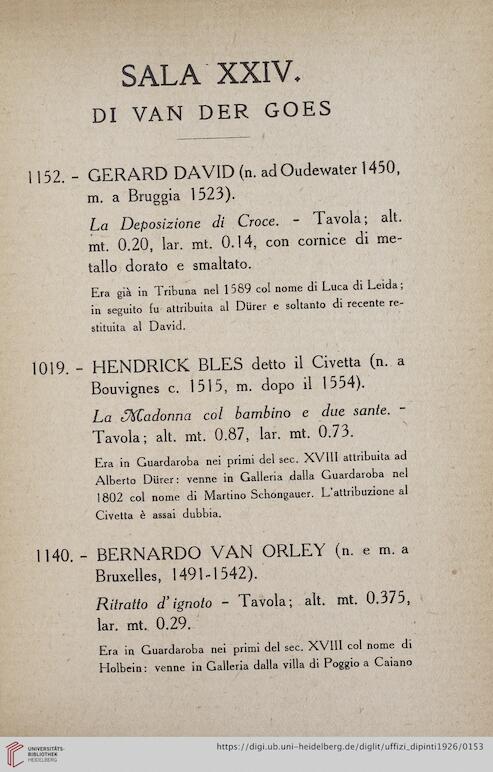 SALA XXIV.
DI VAN DER GOES
1152. - GERARD DAVID (n. ad Oudewater 1450,
m. a Bruggia 1523).
La Deposizione di Croce. - Tavola; alt.
mt. 0.20, lar. mt. 0.14, con cornice di me-
tallo dorato e smaltato.
Era già in Tribuna nel 1589 col nome di Luca di Leida;
in seguito fu attribuita al Dürer e soltanto di recente re-
stituita al David.
1019. - HENDRICK BLES detto il Civetta (n. a
Bouvignes c. 1515, m. dopo il 1554).
La Madonna col bambino e due sante. -
Tavola; alt. mt. 0.87, lar. mt. 0.73.
Era in Guardaroba nei primi del sec. XVIII attribuita ad
Alberto Dürer: venne in Galleria dalla Guardaroba nel
1802 col nome di Martino Schongauer. L'attribuzione al
Civetta è assai dubbia.
1140. - BERNARDO VAN ORLEY (n. e m. a
Bruxelles, 1491-1542).
Ritratto d'ignoto - Tavola; alt. mt. 0.375,
lar. mt. 0.29.
Era in Guardaroba nei primi del sec. XVIII col nome di
Holbein: venne in Galleria dalla villa di Poggio a Caiano
UNIVERSITÄTS-
BIBLIOTHEK
HEIDELBERG
https://digi.ub.uni-heidelberg.de/diglit/uffizi_dipinti1926/0153